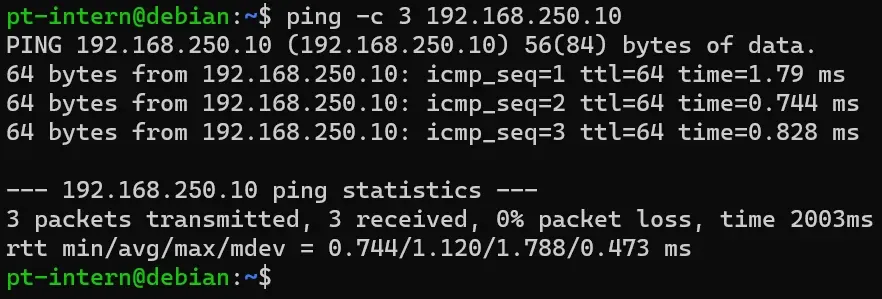 pt-intern@debian:~$ ping -c 3 192.168.250.10
PING 192.168.250.10 (192.168.250.10) 56(84) bytes of data.
64 bytes from 192.168.250.10: icmp_seq=1 ttl=64 time=1.79 ms
64 bytes from 192.168.250.10: icmp_seq=2 ttl=64 time=0.744 ms
64 bytes from 192.168.250.10: icmp_seq=3 ttl=64 time=0.828 ms

--- 192.168.250.10 ping statistics ---
3 packets transmitted, 3 received, 0% packet loss, time 2003ms
rtt min/avg/max/mdev = 0.744/1.120/1.788/0.473 ms
pt-intern@debian:~$